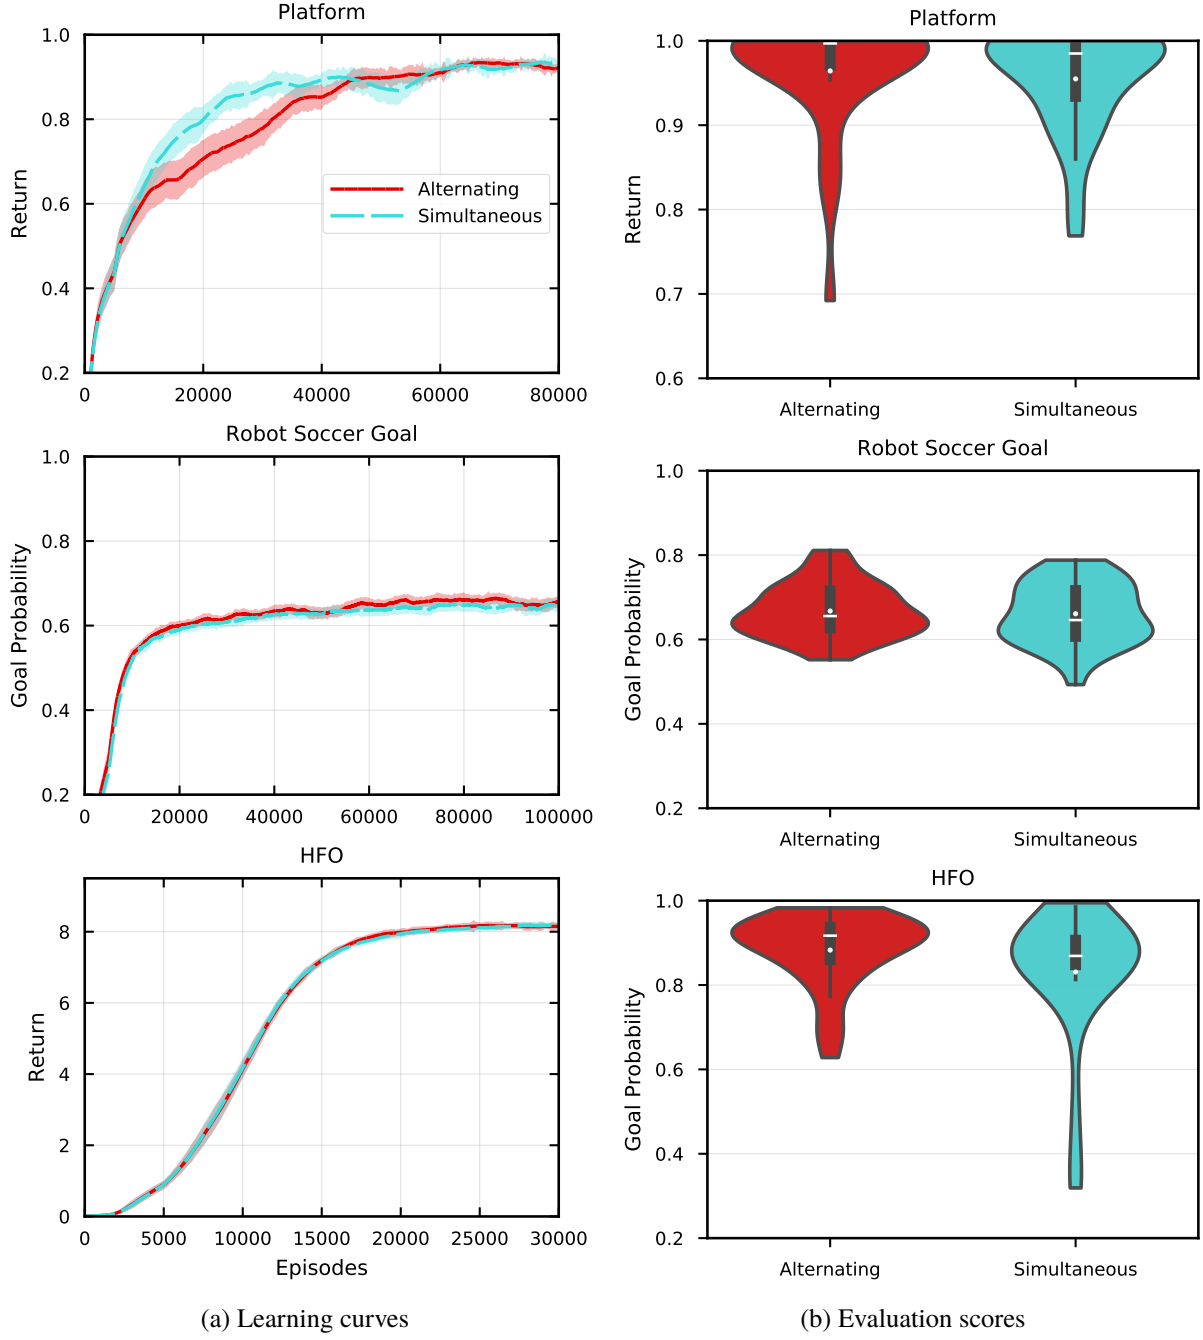 Platform
1.0
0.8
0.6
0.4
0.2
Return
Alternating
Simultaneous
0 20000 40000 60000 80000
Platform
1.0
0.9
0.8
0.7
0.6
Return
Alternating Simultaneous
Robot Soccer Goal
1.0
0.8
0.6
0.4
0.2
Goal Probability
0 20000 40000 60000 80000 100000
Robot Soccer Goal
1.0
0.8
0.6
0.4
0.2
Goal Probability
Alternating Simultaneous
HFO
8
6
4
2
0
Return
0 5000 10000 15000 20000 25000 30000
Episodes
HFO
1.0
0.8
0.6
0.4
0.2
Goal Probability
Alternating Simultaneous
(a) Learning curves
(b) Evaluation scores